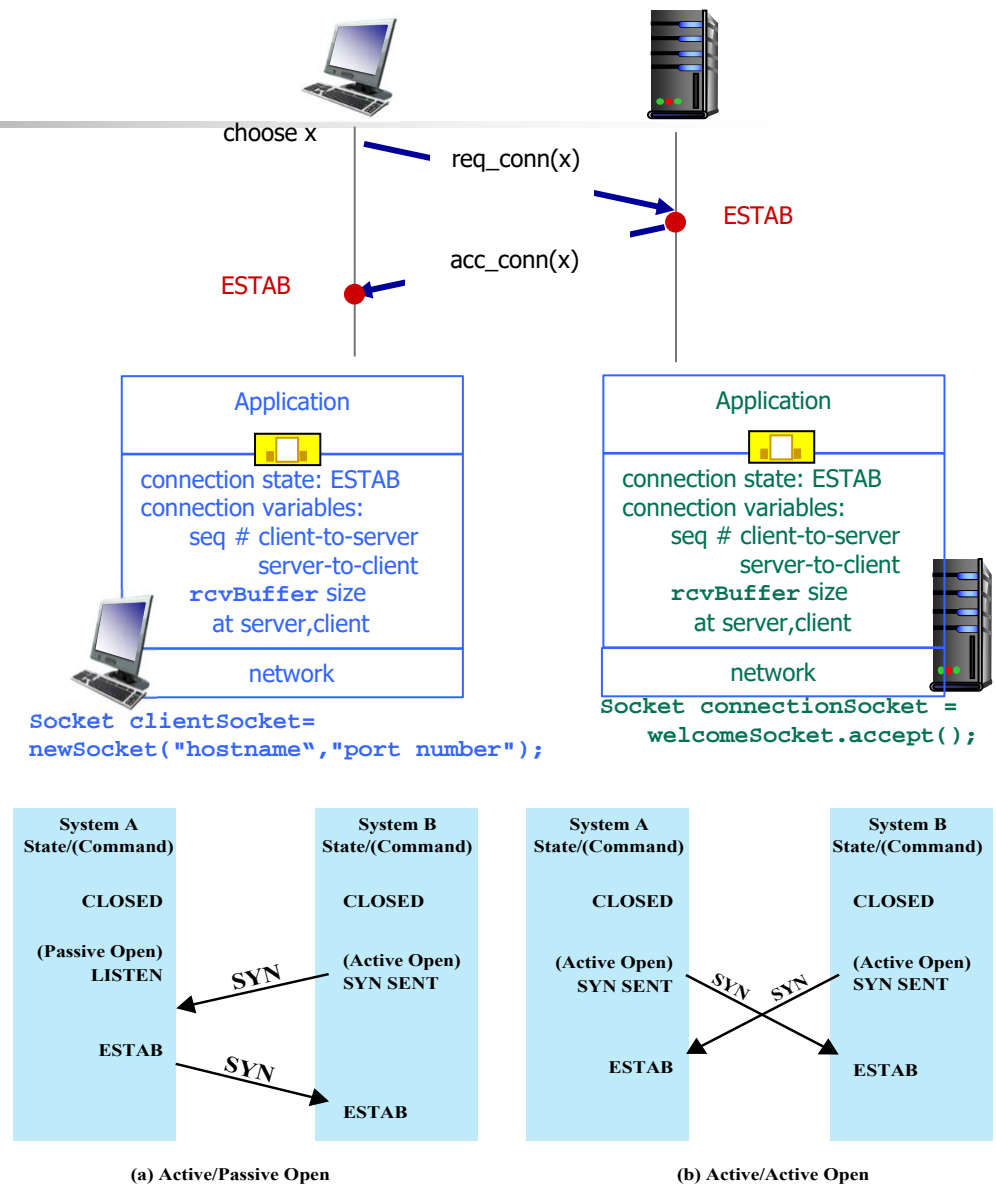 choose x
req_conn(x)
ESTAB
acc_conn(x)
ESTAB
Application
connection state: ESTAB
connection variables:
seq # client-to-server
server-to-client
rcvBuffer size
at server,client
network
Socket clientSocket=
newSocket("hostname“,"port number");
Application
connection state: ESTAB
connection variables:
seq # client-to-server
server-to-client
rcvBuffer size
at server,client
network
Socket connectionSocket =
welcomeSocket.accept();
System A
State/(Command)
CLOSED
(Passive Open)
LISTEN
ESTAB
SYN
SYN
System B
State/(Command)
CLOSED
(Active Open)
SYN SENT
ESTAB
(a) Active/Passive Open
System A
State/(Command)
CLOSED
(Active Open)
SYN SENT
ESTAB
SYN
SYN
System B
State/(Command)
CLOSED
(Active Open)
SYN SENT
ESTAB
(b) Active/Active Open